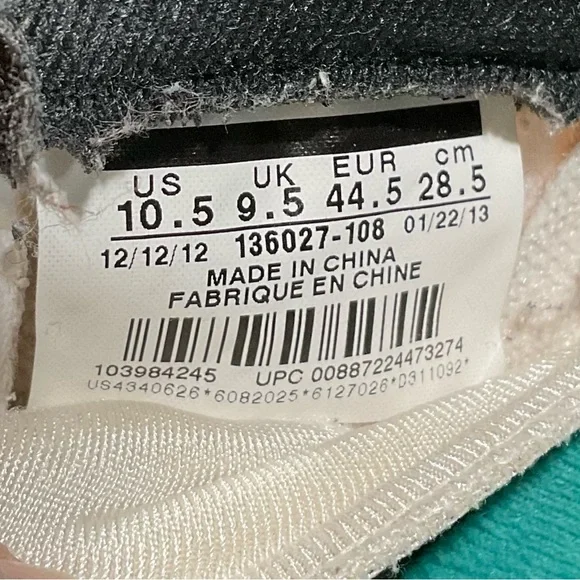 US UK EUR cm
10.5 9.5 44.5 28.5
12/12/12 136027-108 01/22/13
MADE IN CHINA
FABRIQUE EN CHINE
103984245 UPC 00887224473274
US4340626*6082025*6127026*D311092*